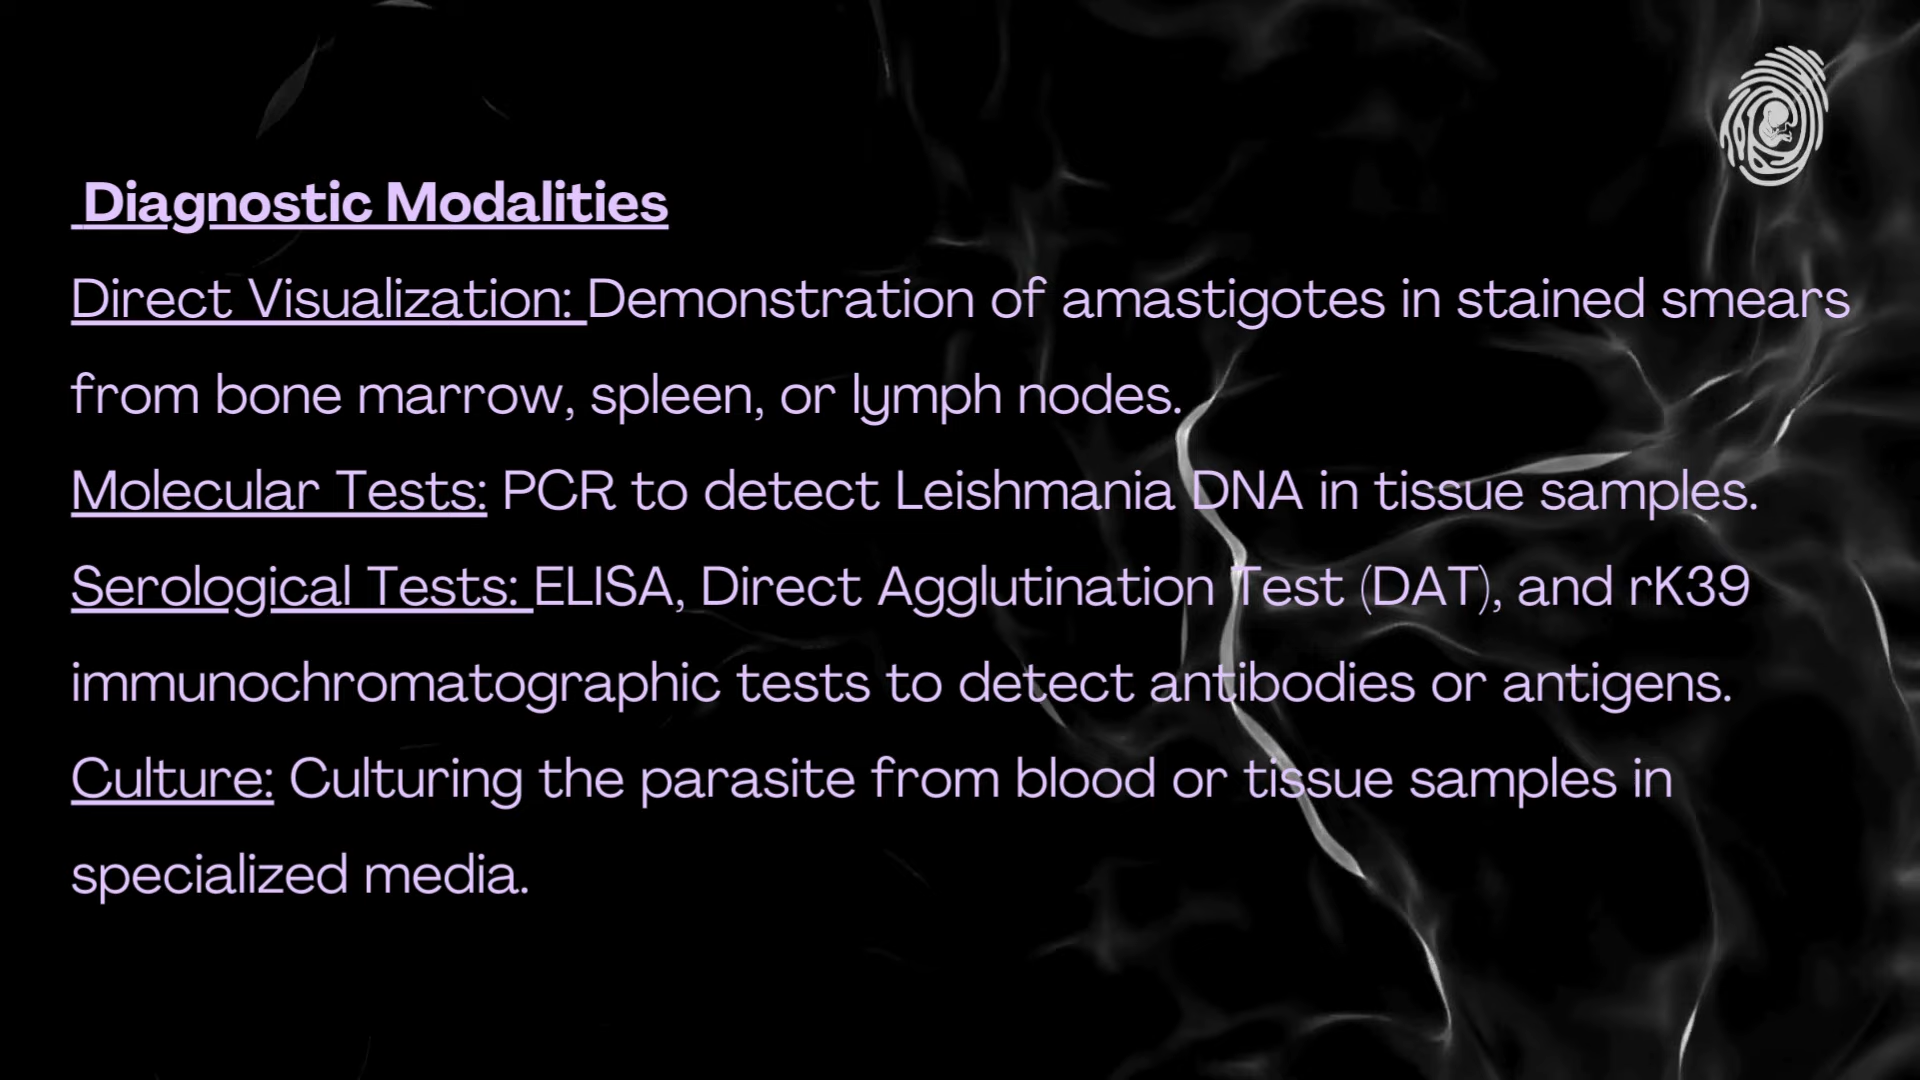 Diagnostic Modalities
Direct Visualization: Demonstration of amastigotes in stained smears
from bone marrow, spleen, or lymph nodes.
Molecular Tests: PCR to detect Leishmania DNA in tissue samples.
Serological Tests: ELISA, Direct Agglutination Test (DAT), and rK39
immunochromatographic tests to detect antibodies or antigens.
Culture: Culturing the parasite from blood or tissue samples in
specialized media.